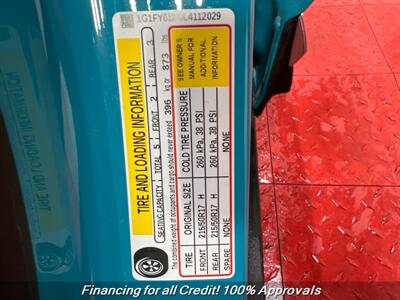 1G1FY6S0 L4112029
TIRE AND LOADING INFORMATION
SEATING CAPACITY TOTAL 5 FRONT 2 REAR 3
The combined weight of occupants and cargo should never exceed 396 kg or 873 lbs
TIRE ORIGINAL SIZE COLD TIRE PRESSURE
FRONT 215/50R17 H 260 kPa, 38 PSI
REAR 215/50R17 H 260 kPa, 38 PSI
SPARE NONE NONE
SEE OWNER'S
MANUAL FOR
ADDITIONAL
INFORMATION
Financing for all Credit! 100% Approvals